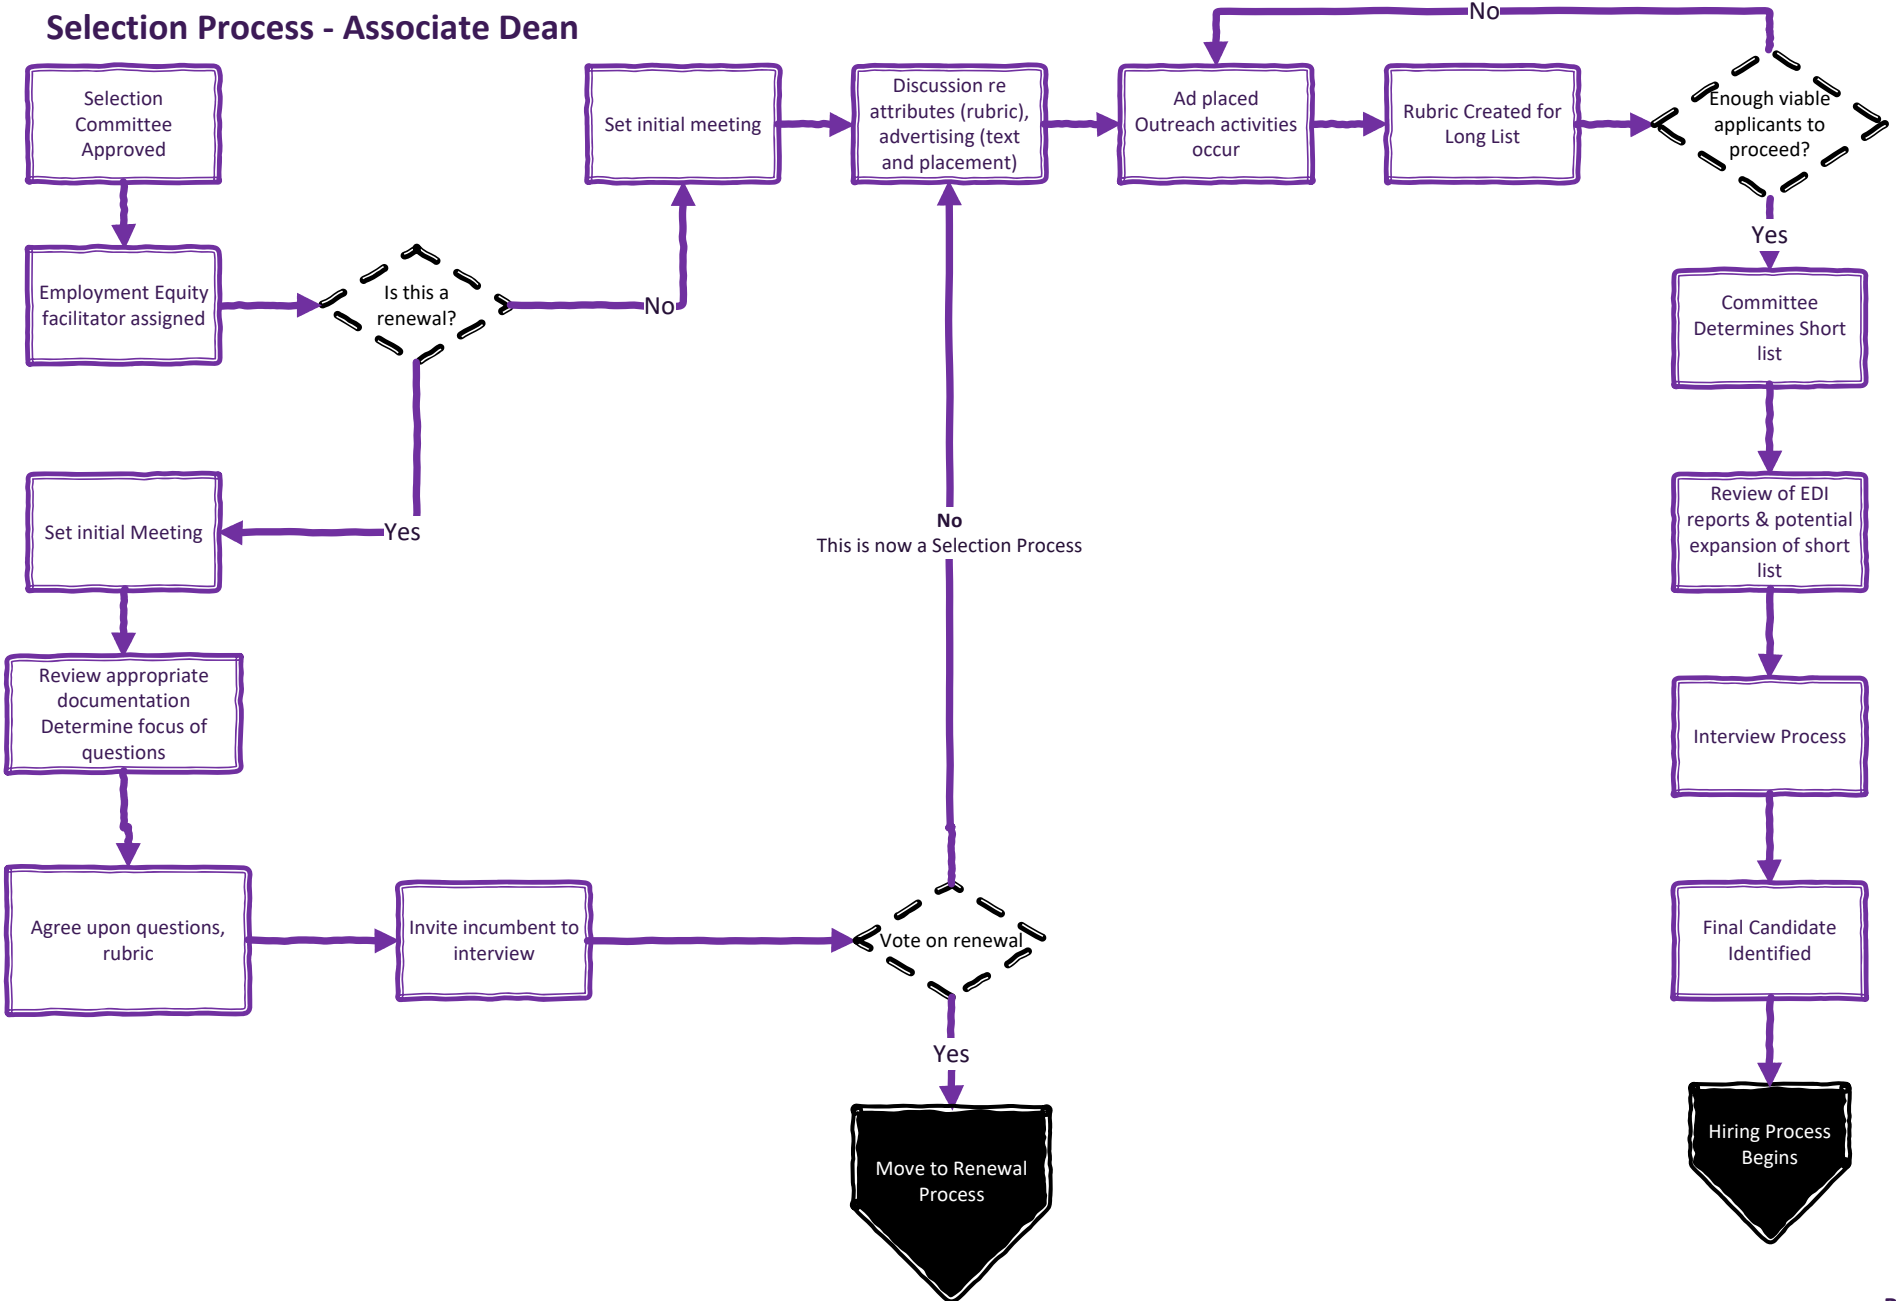 Selection Process - Associate Dean
Selection
Committee
Approved
Employment Equity
facilitator assigned
Is this a
renewal?
No
Set initial meeting
Discussion re
attributes (rubric),
advertising (text
and placement)
Ad placed
Outreach activities
occur
Rubric Created for
Long List
Enough viable
applicants to
proceed?
No
Yes
Committee
Determines Short
list
Review of EDI
reports & potential
expansion of short
list
Interview Process
Final Candidate
Identified
Hiring Process
Begins
Yes
Set initial Meeting
Review appropriate
documentation
Determine focus of
questions
Agree upon questions,
rubric
Invite incumbent to
interview
Vote on renewal
No
This is now a Selection Process
Yes
Move to Renewal
Process